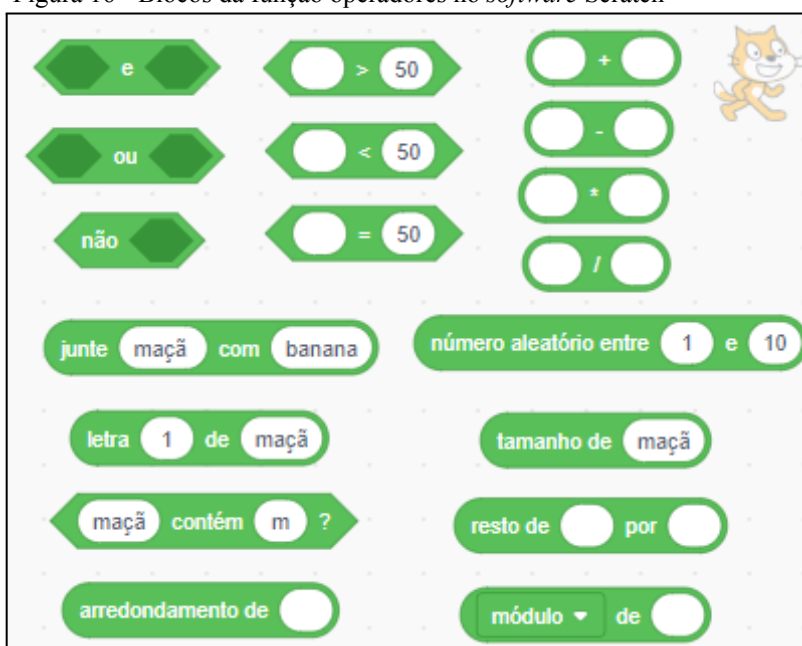 Figura 10 - Blocos da função operadores no software Scratch
e
> 50
+
ou
< 50
-
não
= 50
*
/
junte maçã com banana
número aleatório entre 1 e 10
letra 1 de maçã
tamanho de maçã
maçã contém m ?
resto de por
arredondamento de
módulo de